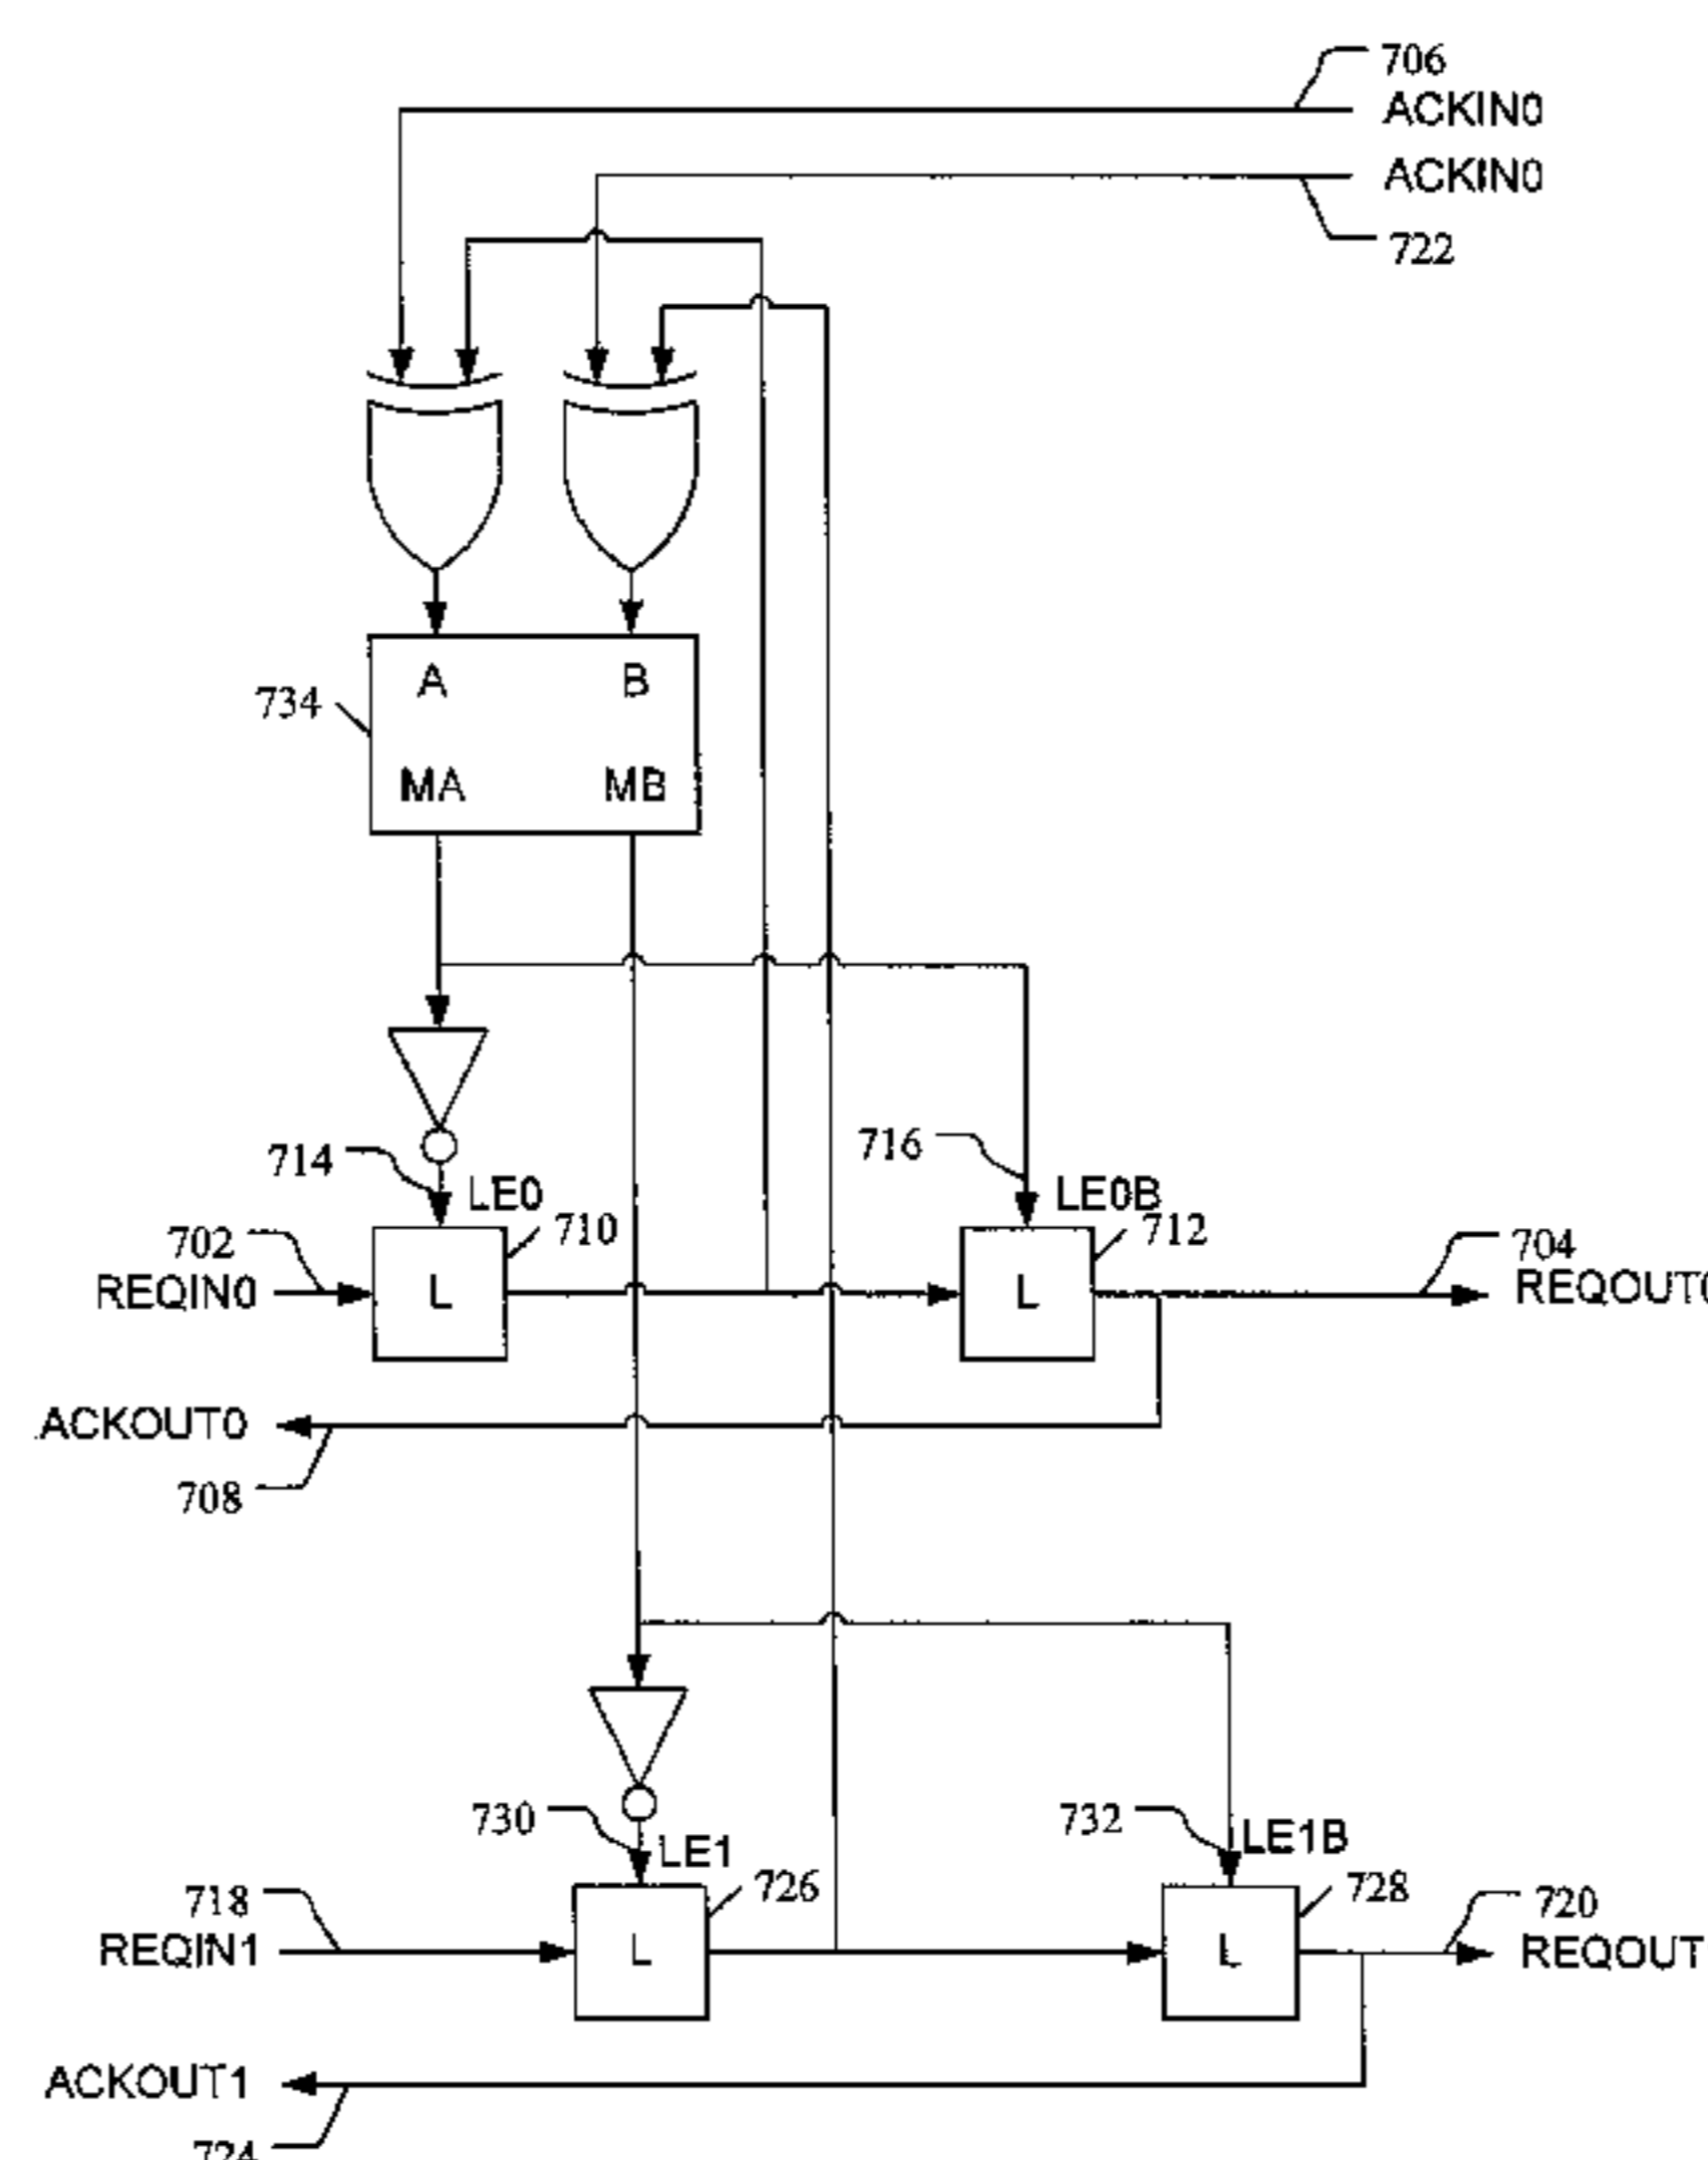 706
ACKIN0
ACKIN0
722
A B
734
MA MB
714
LE0
716
LE0B
702
710
712
704
REQIN0
L
L
REQOUT0
ACKOUT0
708
730
LE1
732
LE1B
718
726
728
720
REQIN1
L
L
REQOUT
ACKOUT1
724